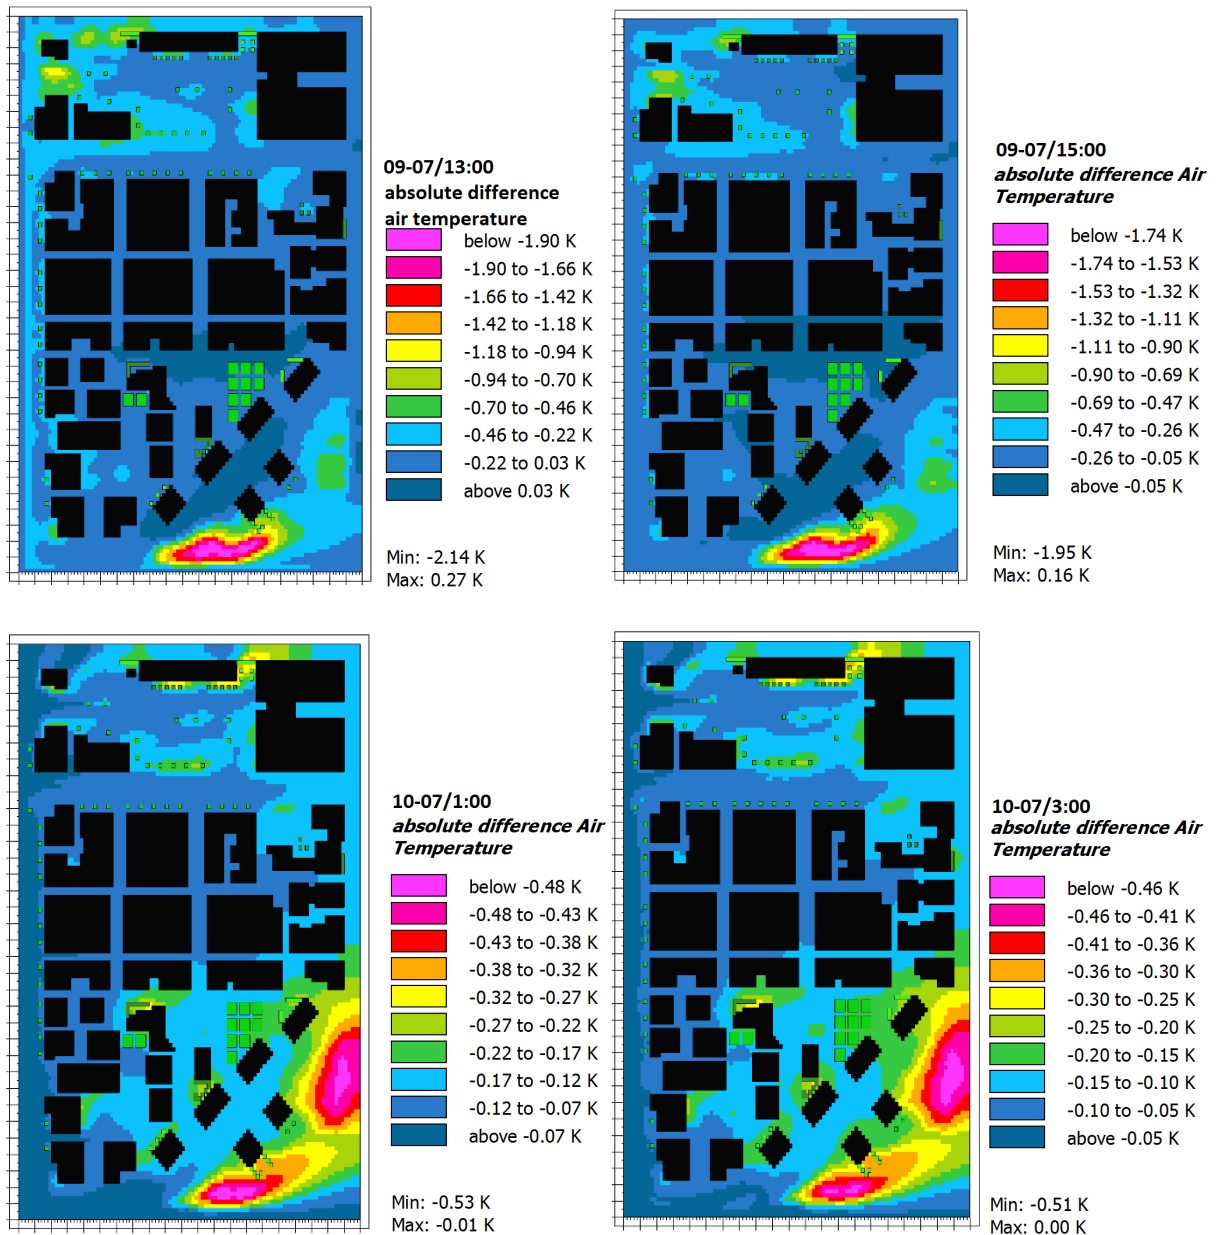 09-07/13:00
absolute difference
air temperature
below -1.90 K
-1.90 to -1.66 K
-1.66 to -1.42 K
-1.42 to -1.18 K
-1.18 to -0.94 K
-0.94 to -0.70 K
-0.70 to -0.46 K
-0.46 to -0.22 K
-0.22 to 0.03 K
above 0.03 K
Min: -2.14 K
Max: 0.27 K
09-07/15:00
absolute difference Air
Temperature
below -1.74 K
-1.74 to -1.53 K
-1.53 to -1.32 K
-1.32 to -1.11 K
-1.11 to -0.90 K
-0.90 to -0.69 K
-0.69 to -0.47 K
-0.47 to -0.26 K
-0.26 to -0.05 K
above -0.05 K
Min: -1.95 K
Max: 0.16 K
10-07/1:00
absolute difference Air
Temperature
below -0.48 K
-0.48 to -0.43 K
-0.43 to -0.38 K
-0.38 to -0.32 K
-0.32 to -0.27 K
-0.27 to -0.22 K
-0.22 to -0.17 K
-0.17 to -0.12 K
-0.12 to -0.07 K
above -0.07 K
Min: -0.53 K
Max: -0.01 K
10-07/3:00
absolute difference Air
Temperature
below -0.46 K
-0.46 to -0.41 K
-0.41 to -0.36 K
-0.36 to -0.30 K
-0.30 to -0.25 K
-0.25 to -0.20 K
-0.20 to -0.15 K
-0.15 to -0.10 K
-0.10 to -0.05 K
above -0.05 K
Min: -0.51 K
Max: 0.00 K